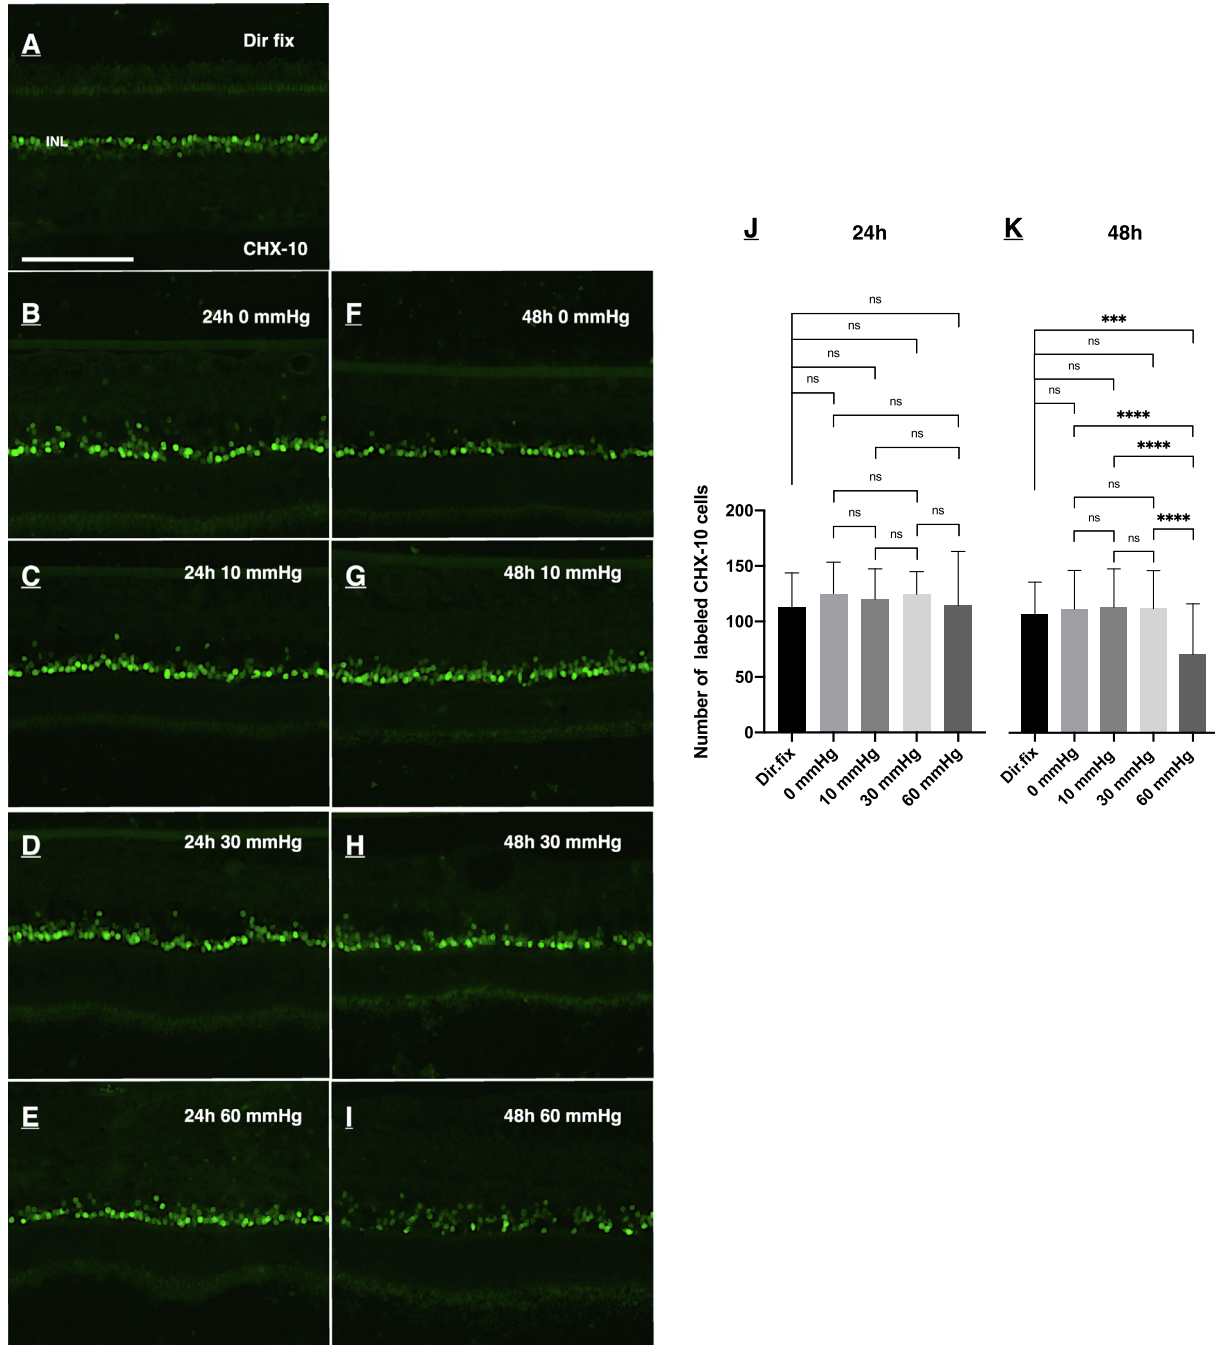 A
Dir fix
INL
CHX-10
B
24h 0 mmHg
F
48h 0 mmHg
C
24h 10 mmHg
G
48h 10 mmHg
D
24h 30 mmHg
H
48h 30 mmHg
E
24h 60 mmHg
I
48h 60 mmHg
J
24h
ns
ns
ns
ns
ns
ns
ns
ns
ns
ns
Number of labeled CHX-10 cells
200
150
100
50
0
Dir.fix
0 mmHg
10 mmHg
30 mmHg
60 mmHg
K
48h
***
ns
ns
ns
****
****
ns
ns
****
ns
Dir.fix
0 mmHg
10 mmHg
30 mmHg
60 mmHg